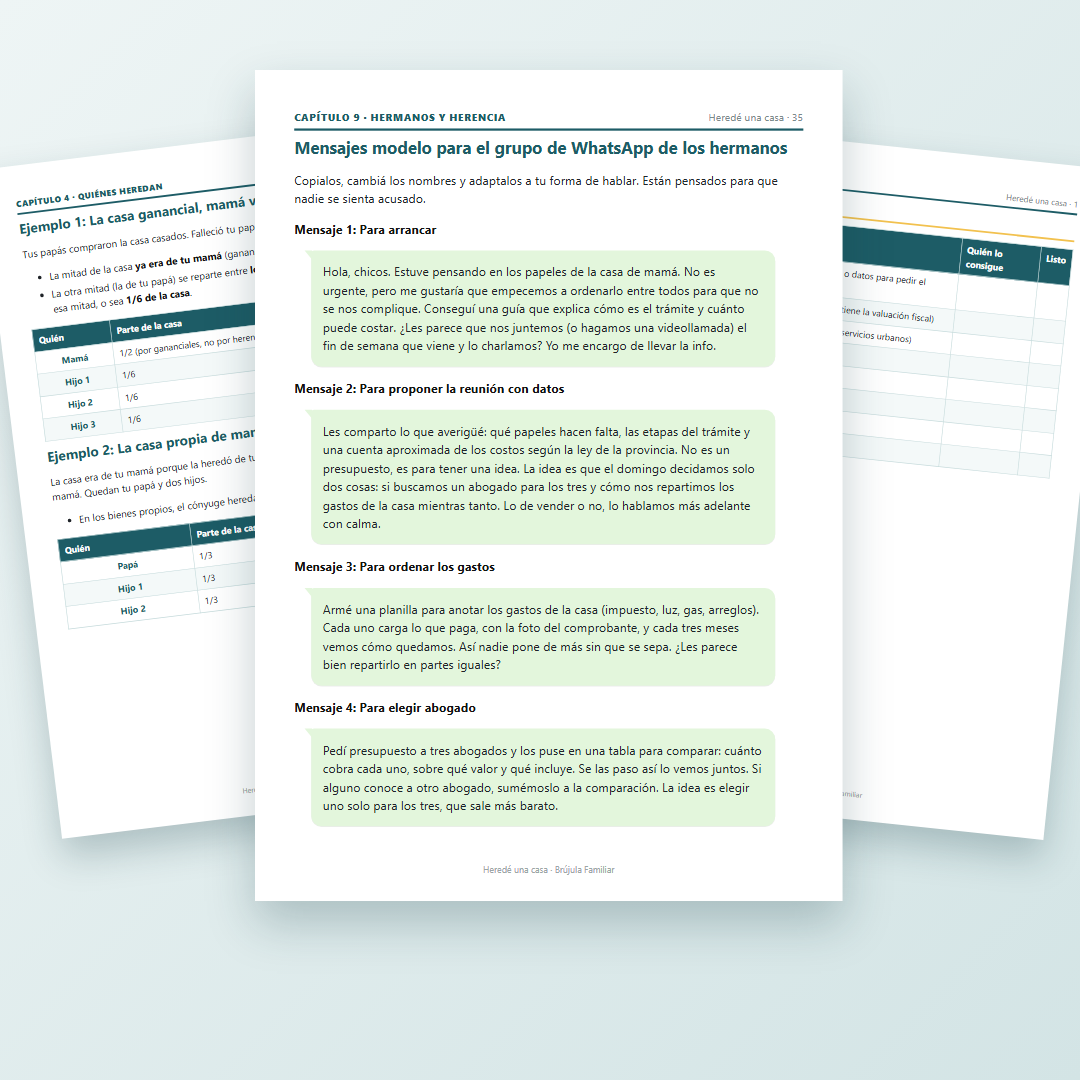 CAPÍTULO 4 · QUIÉNES HEREDAN
Ejemplo 1: La casa ganancial, mamá
Tus papás compraron la casa casados. Falleció tu
• La mitad de la casa ya era de tu mamá
• La otra mitad (la de tu papá) se reparte entre
esa mitad, o sea 1/6 de la casa.
Quién Parte de la casa
Mamá 1/2 (por gananciales, no por
Hijo 1 1/6
Hijo 2 1/6
Hijo 3 1/6
Ejemplo 2: La casa propia de
La casa era de tu mamá porque la heredó de
mamá. Quedan tu papá y dos hijos.
• En los bienes propios, el cónyuge
Quién Parte de la
Papá 1/3
Hijo 1 1/3
Hijo 2 1/3
CAPÍTULO 9 · HERMANOS Y HERENCIA Heredé una casa · 35
Mensajes modelo para el grupo de WhatsApp de los hermanos
Copialos, cambiá los nombres y adaptalos a tu forma de hablar. Están pensados para que
nadie se sienta acusado.
Mensaje 1: Para arrancar
Hola, chicos. Estuve pensando en los papeles de la casa de mamá. No es
urgente, pero me gustaría que empecemos a ordenarlo entre todos para que no
se nos complique. Conseguí una guía que explica cómo es el trámite y cuánto
puede costar. ¿Les parece que nos juntemos (o hagamos una videollamada) el
fin de semana que viene y lo charlamos? Yo me encargo de llevar la info.
Mensaje 2: Para proponer la reunión con datos
Les comparto lo que averigüé: qué papeles hacen falta, las etapas del trámite y
una cuenta aproximada de los costos según la ley de la provincia. No es un
presupuesto, es para tener una idea. La idea es que el domingo decidamos solo
dos cosas: si buscamos un abogado para los tres y cómo nos repartimos los
gastos de la casa mientras tanto. Lo de vender o no, lo hablamos más adelante
con calma.
Mensaje 3: Para ordenar los gastos
Armé una planilla para anotar los gastos de la casa (impuesto, luz, gas, arreglos).
Cada uno carga lo que paga, con la foto del comprobante, y cada tres meses
vemos cómo quedamos. Así nadie pone de más sin que se sepa. ¿Les parece
bien repartirlo en partes iguales?
Mensaje 4: Para elegir abogado
Pedí presupuesto a tres abogados y los puse en una tabla para comparar: cuánto
cobra cada uno, sobre qué valor y qué incluye. Se las paso así lo vemos juntos. Si
alguno conoce a otro abogado, sumémoslo a la comparación. La idea es elegir
uno solo para los tres, que sale más barato.
Heredé una casa · Brújula Familiar
Heredé una casa ·
Quién lo Listo
consigue
o datos para pedir el
tiene la valuación fiscal)
servicios urbanos)